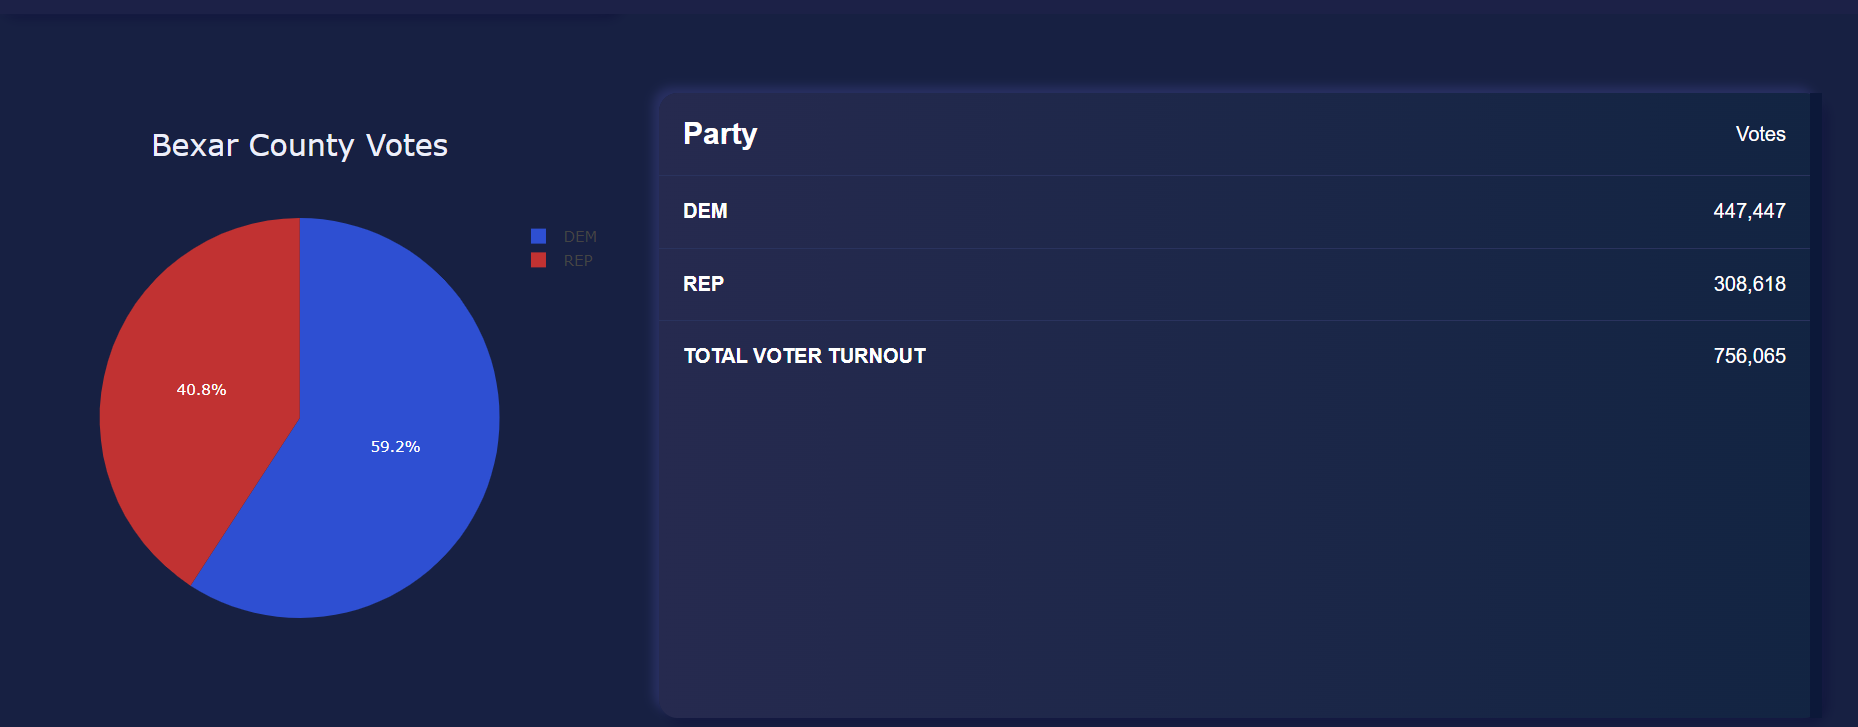 Bexar County Votes
DEM
REP
40.8%
59.2%
Party Votes
DEM 447,447
REP 308,618
TOTAL VOTER TURNOUT 756,065